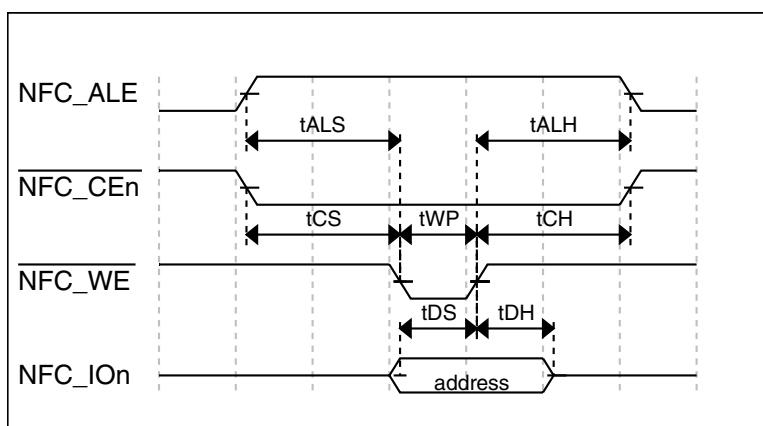 NFC_ALE
tALS tALH
NFC_CEn
tCS tWP tCH
NFC_WE
tDS tDH
NFC_IOn
address